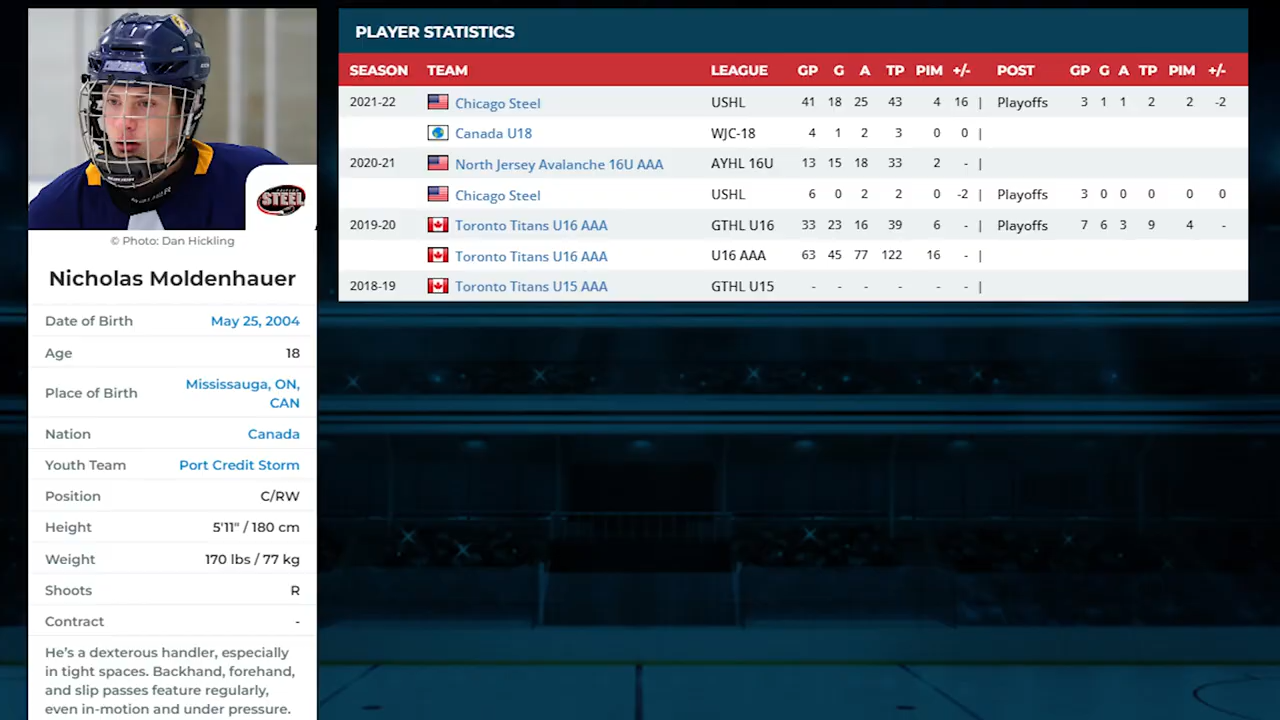 STEEL
© Photo: Dan Hickling
Nicholas Moldenhauer
Date of Birth May 25, 2004
Age 18
Place of Birth Mississauga, ON,
CAN
Nation Canada
Youth Team Port Credit Storm
Position C/RW
Height 5'11" / 180 cm
Weight 170 lbs / 77 kg
Shoots R
Contract -
He's a dexterous handler, especially
in tight spaces. Backhand, forehand,
and slip passes feature regularly,
even in-motion and under pressure.
PLAYER STATISTICS
SEASON TEAM LEAGUE GP G A TP PIM +/- POST GP G A TP PIM +/-
2021-22 Chicago Steel USHL 41 18 25 43 4 16 | Playoffs 3 1 1 2 2 -2
Canada U18 WJC-18 4 1 2 3 0 0 |
2020-21 North Jersey Avalanche 16U AAA AYHL 16U 13 15 18 33 2 - |
Chicago Steel USHL 6 0 2 2 0 -2 | Playoffs 3 0 0 0 0 0
2019-20 Toronto Titans U16 AAA GTHL U16 33 23 16 39 6 - | Playoffs 7 6 3 9 4 -
Toronto Titans U16 AAA U16 AAA 63 45 77 122 16 - |
2018-19 Toronto Titans U15 AAA GTHL U15 - - - - - - |